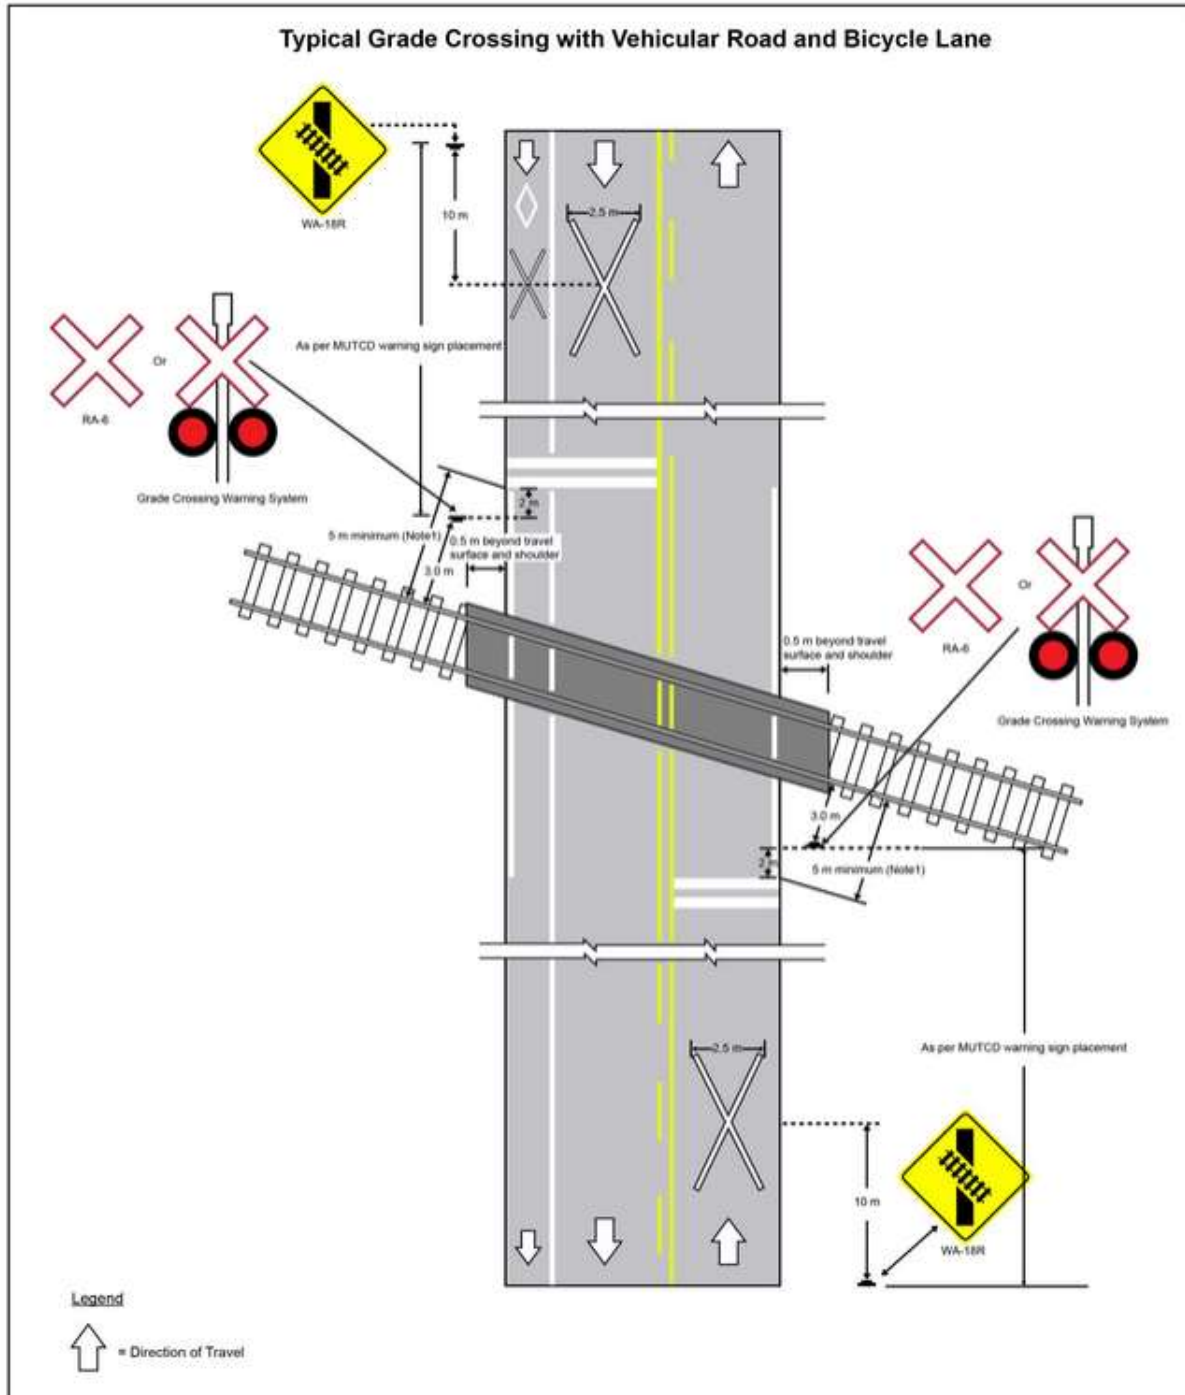 Typical Grade Crossing with Vehicular Road and Bicycle Lane
WA-18R
10 m
2.5 m
As per MUTCD warning sign placement
RA-6
Or
Grade Crossing Warning System
2 m
5 m minimum (Note1)
0.5 m beyond travel
surface and shoulder
3.0 m
RA-6
Or
Grade Crossing Warning System
0.5 m beyond travel
surface and shoulder
3.0 m
2 m
5 m minimum (Note1)
2.5 m
As per MUTCD warning sign placement
10 m
WA-18R
Legend
= Direction of Travel